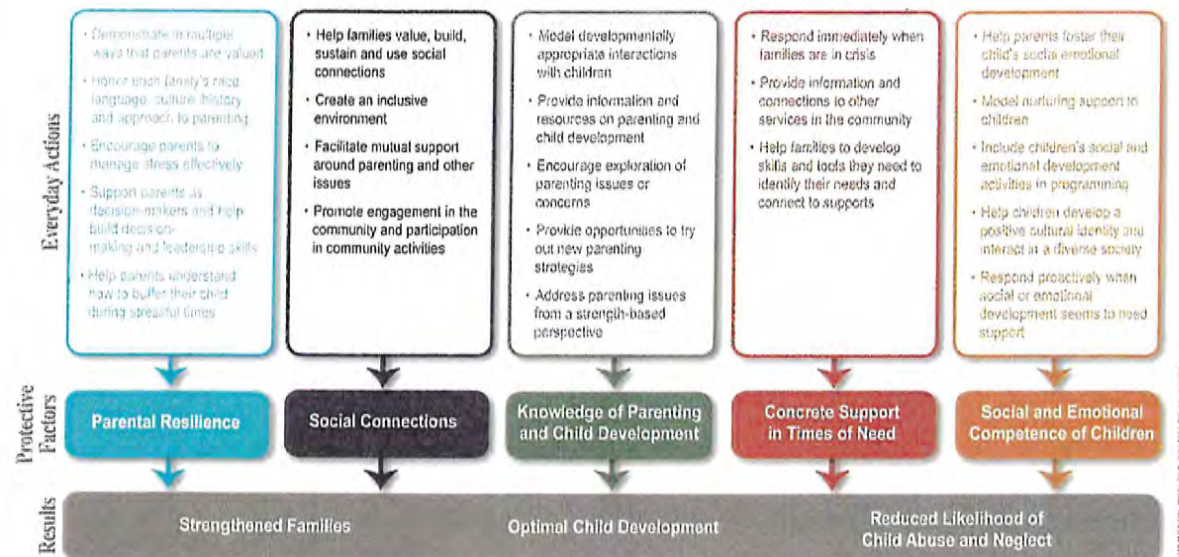 Everyday Actions
• Demonstrate in multiple
ways that parents are valued
• Honor each family's race
language, culture, history
and approach to parenting
• Encourage parents to
manage stress effectively
• Support parents as
decision-makers and help
build decision-
making and leadership skills
• Help parents understand
how to buffer their child
during stressful times
• Help families value, build,
sustain and use social
connections
• Create an inclusive
environment
• Facilitate mutual support
around parenting and other
issues
• Promote engagement in the
community and participation
in community activities
• Model developmentally
appropriate interactions
with children
• Provide information and
resources on parenting and
child development
• Encourage exploration of
parenting issues or
concerns
• Provide opportunities to try
out new parenting
strategies
• Address parenting issues
from a strength-based
perspective
• Respond immediately when
families are in crisis
• Provide information and
connections to other
services in the community
• Help families to develop
skills and tools they need to
identify their needs and
connect to supports
• Help parents foster their
child's social emotional
development
• Model nurturing support to
children
• Include children's social and
emotional development
activities in programming
• Help children develop a
positive cultural identity and
interact in a diverse society
• Respond proactively when
social or emotional
development seems to need
support
Protective
Factors
Parental Resilience
Social Connections
Knowledge of Parenting
and Child Development
Concrete Support
in Times of Need
Social and Emotional
Competence of Children
Results
Strengthened Families
Optimal Child Development
Reduced Likelihood of
Child Abuse and Neglect